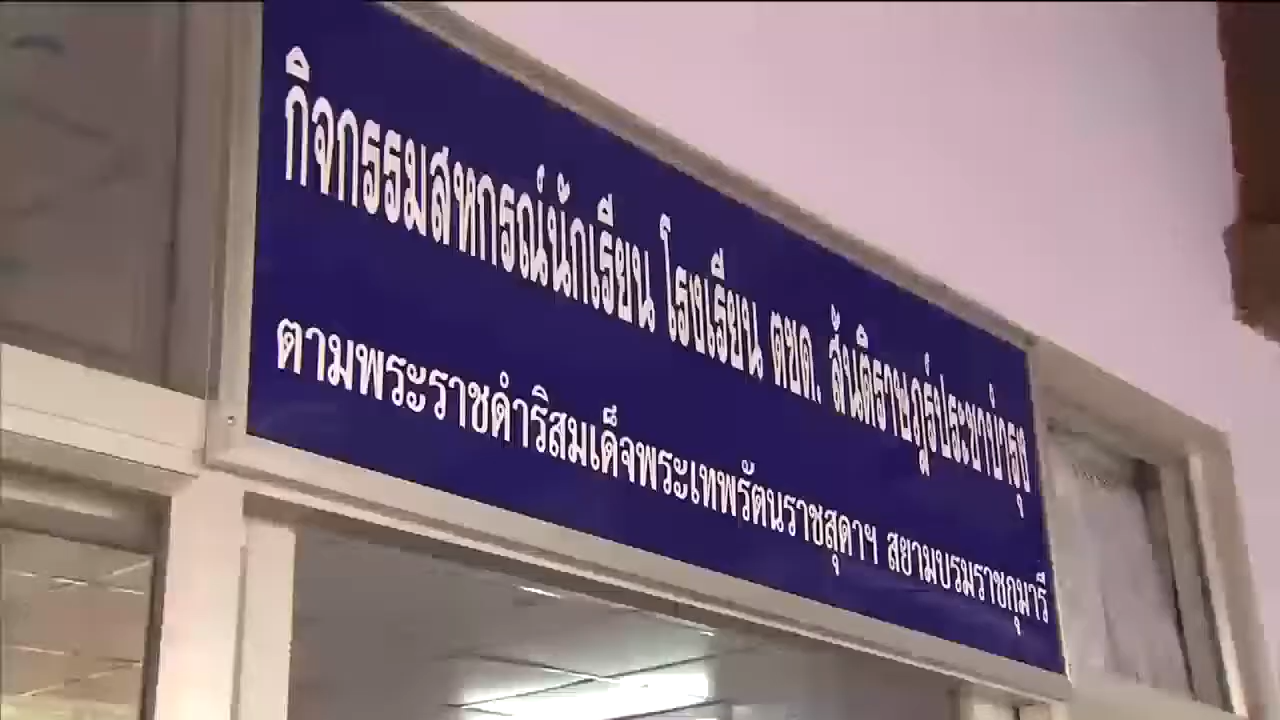 กิจกรรมสหกรณ์นักเรียน โรงเรียน ตชด. สันติราษฎร์ประชาบำรุง
ตามพระราชดำริสมเด็จพระเทพรัตนราชสุดาฯ สยามบรมราชกุมารี